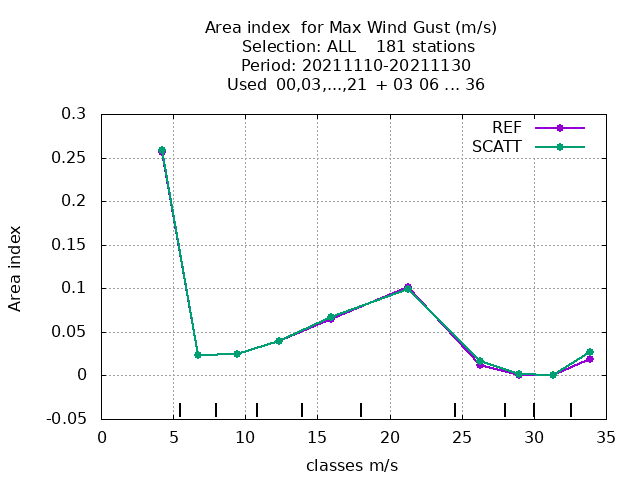 Area index  for Max Wind Gust (m/s)
Selection: ALL    181 stations
Period: 20211110-20211130
Used  00,03,...,21  + 03 06 ... 36
REF
SCATT
0.3
0.25
0.2
0.15
0.1
0.05
0
-0.05
Area index
0 5 10 15 20 25 30 35
classes m/s